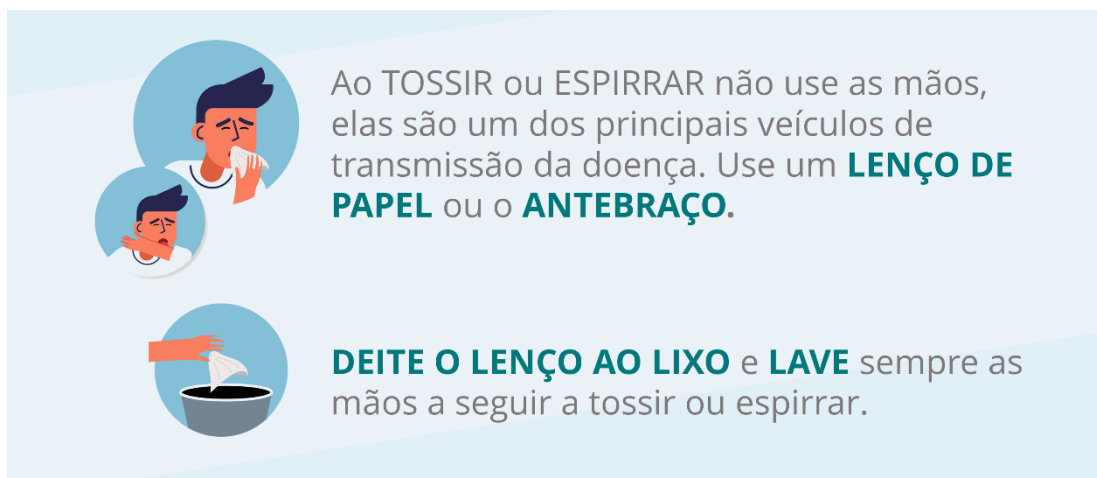 Ao TOSSIR ou ESPIRRAR não use as mãos,
elas são um dos principais veículos de
transmissão da doença. Use um LENÇO DE
PAPEL ou o ANTEBRAÇO.
DEITE O LENÇO AO LIXO e LAVE sempre as
mãos a seguir a tossir ou espirrar.